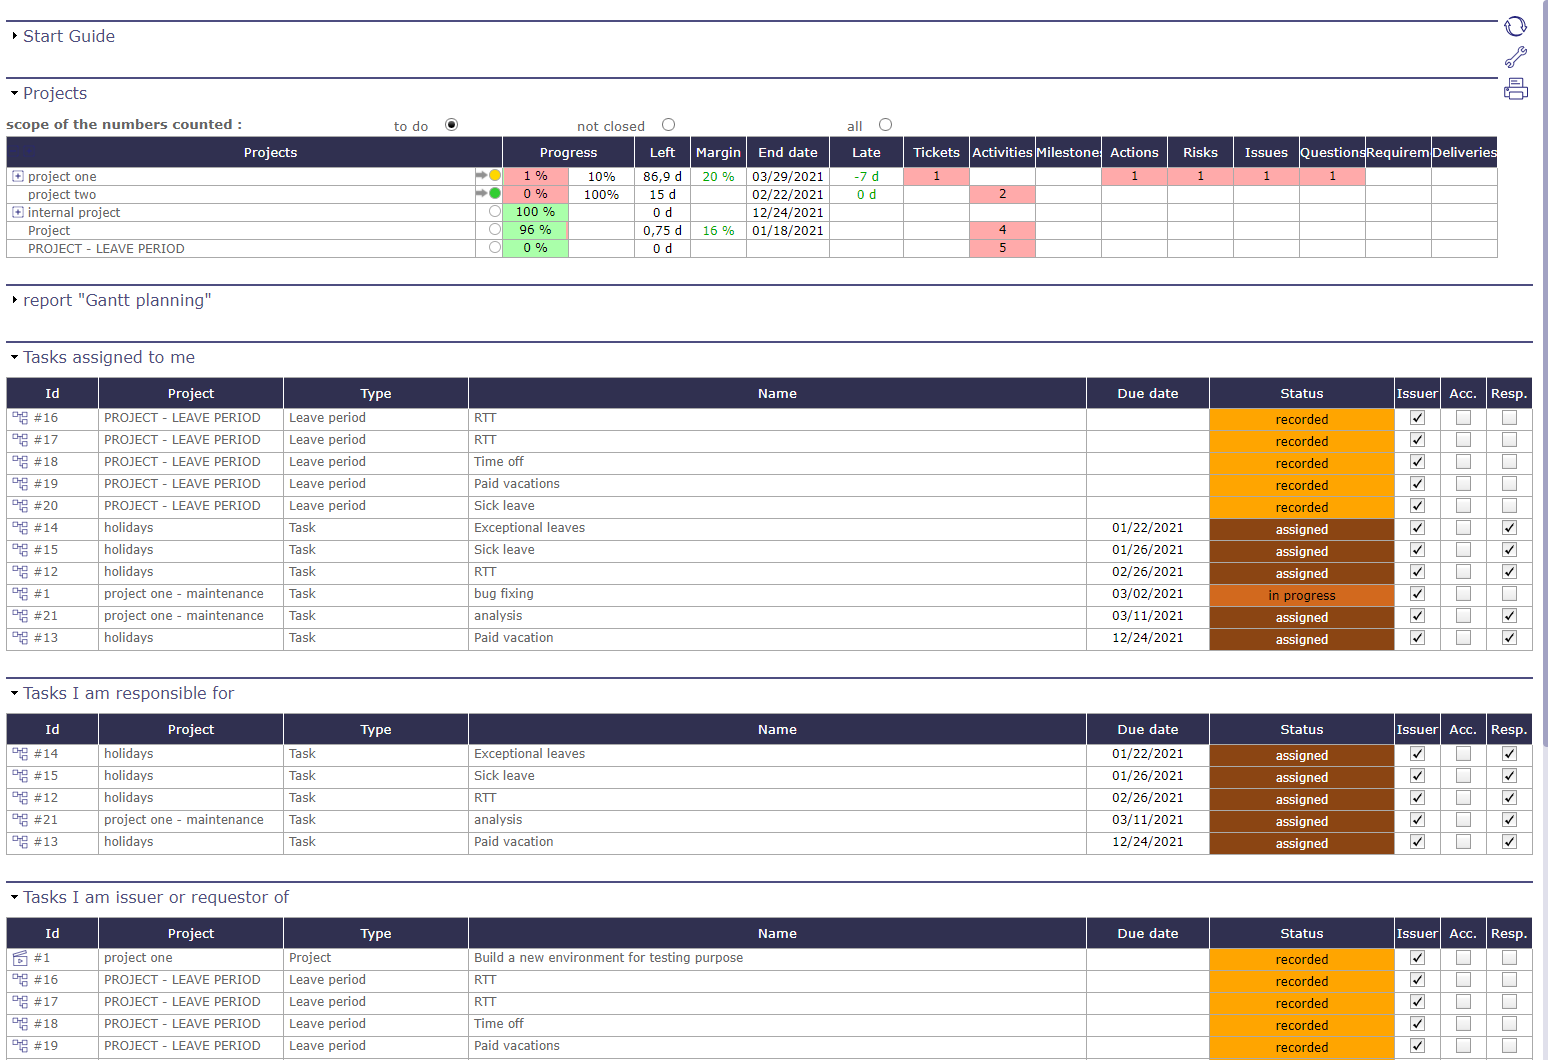 Start Guide
Projects
scope of the numbers counted :
to do
not closed
all
Projects Progress Left Margin End date Late Tickets Activities Milestones Actions Risks Issues Questions Requirem Deliveries
project one 1 % 10% 86,9 d 20 % 03/29/2021 -7 d 1 1 1 1 1
project two 0 % 100% 15 d 02/22/2021 0 d 2
internal project 100 % 0 d 12/24/2021
Project 96 % 0,75 d 16 % 01/18/2021 4
PROJECT - LEAVE PERIOD 0 % 0 d 5
report "Gantt planning"
Tasks assigned to me
Id Project Type Name Due date Status Issuer Acc. Resp.
#16 PROJECT - LEAVE PERIOD Leave period RTT recorded
#17 PROJECT - LEAVE PERIOD Leave period RTT recorded
#18 PROJECT - LEAVE PERIOD Leave period Time off recorded
#19 PROJECT - LEAVE PERIOD Leave period Paid vacations recorded
#20 PROJECT - LEAVE PERIOD Leave period Sick leave recorded
#14 holidays Task Exceptional leaves 01/22/2021 assigned
#15 holidays Task Sick leave 01/26/2021 assigned
#12 holidays Task RTT 02/26/2021 assigned
#1 project one - maintenance Task bug fixing 03/02/2021 in progress
#21 project one - maintenance Task analysis 03/11/2021 assigned
#13 holidays Task Paid vacation 12/24/2021 assigned
Tasks I am responsible for
Id Project Type Name Due date Status Issuer Acc. Resp.
#14 holidays Task Exceptional leaves 01/22/2021 assigned
#15 holidays Task Sick leave 01/26/2021 assigned
#12 holidays Task RTT 02/26/2021 assigned
#21 project one - maintenance Task analysis 03/11/2021 assigned
#13 holidays Task Paid vacation 12/24/2021 assigned
Tasks I am issuer or requestor of
Id Project Type Name Due date Status Issuer Acc. Resp.
#1 project one Project Build a new environment for testing purpose recorded
#16 PROJECT - LEAVE PERIOD Leave period RTT recorded
#17 PROJECT - LEAVE PERIOD Leave period RTT recorded
#18 PROJECT - LEAVE PERIOD Leave period Time off recorded
#19 PROJECT - LEAVE PERIOD Leave period Paid vacations recorded